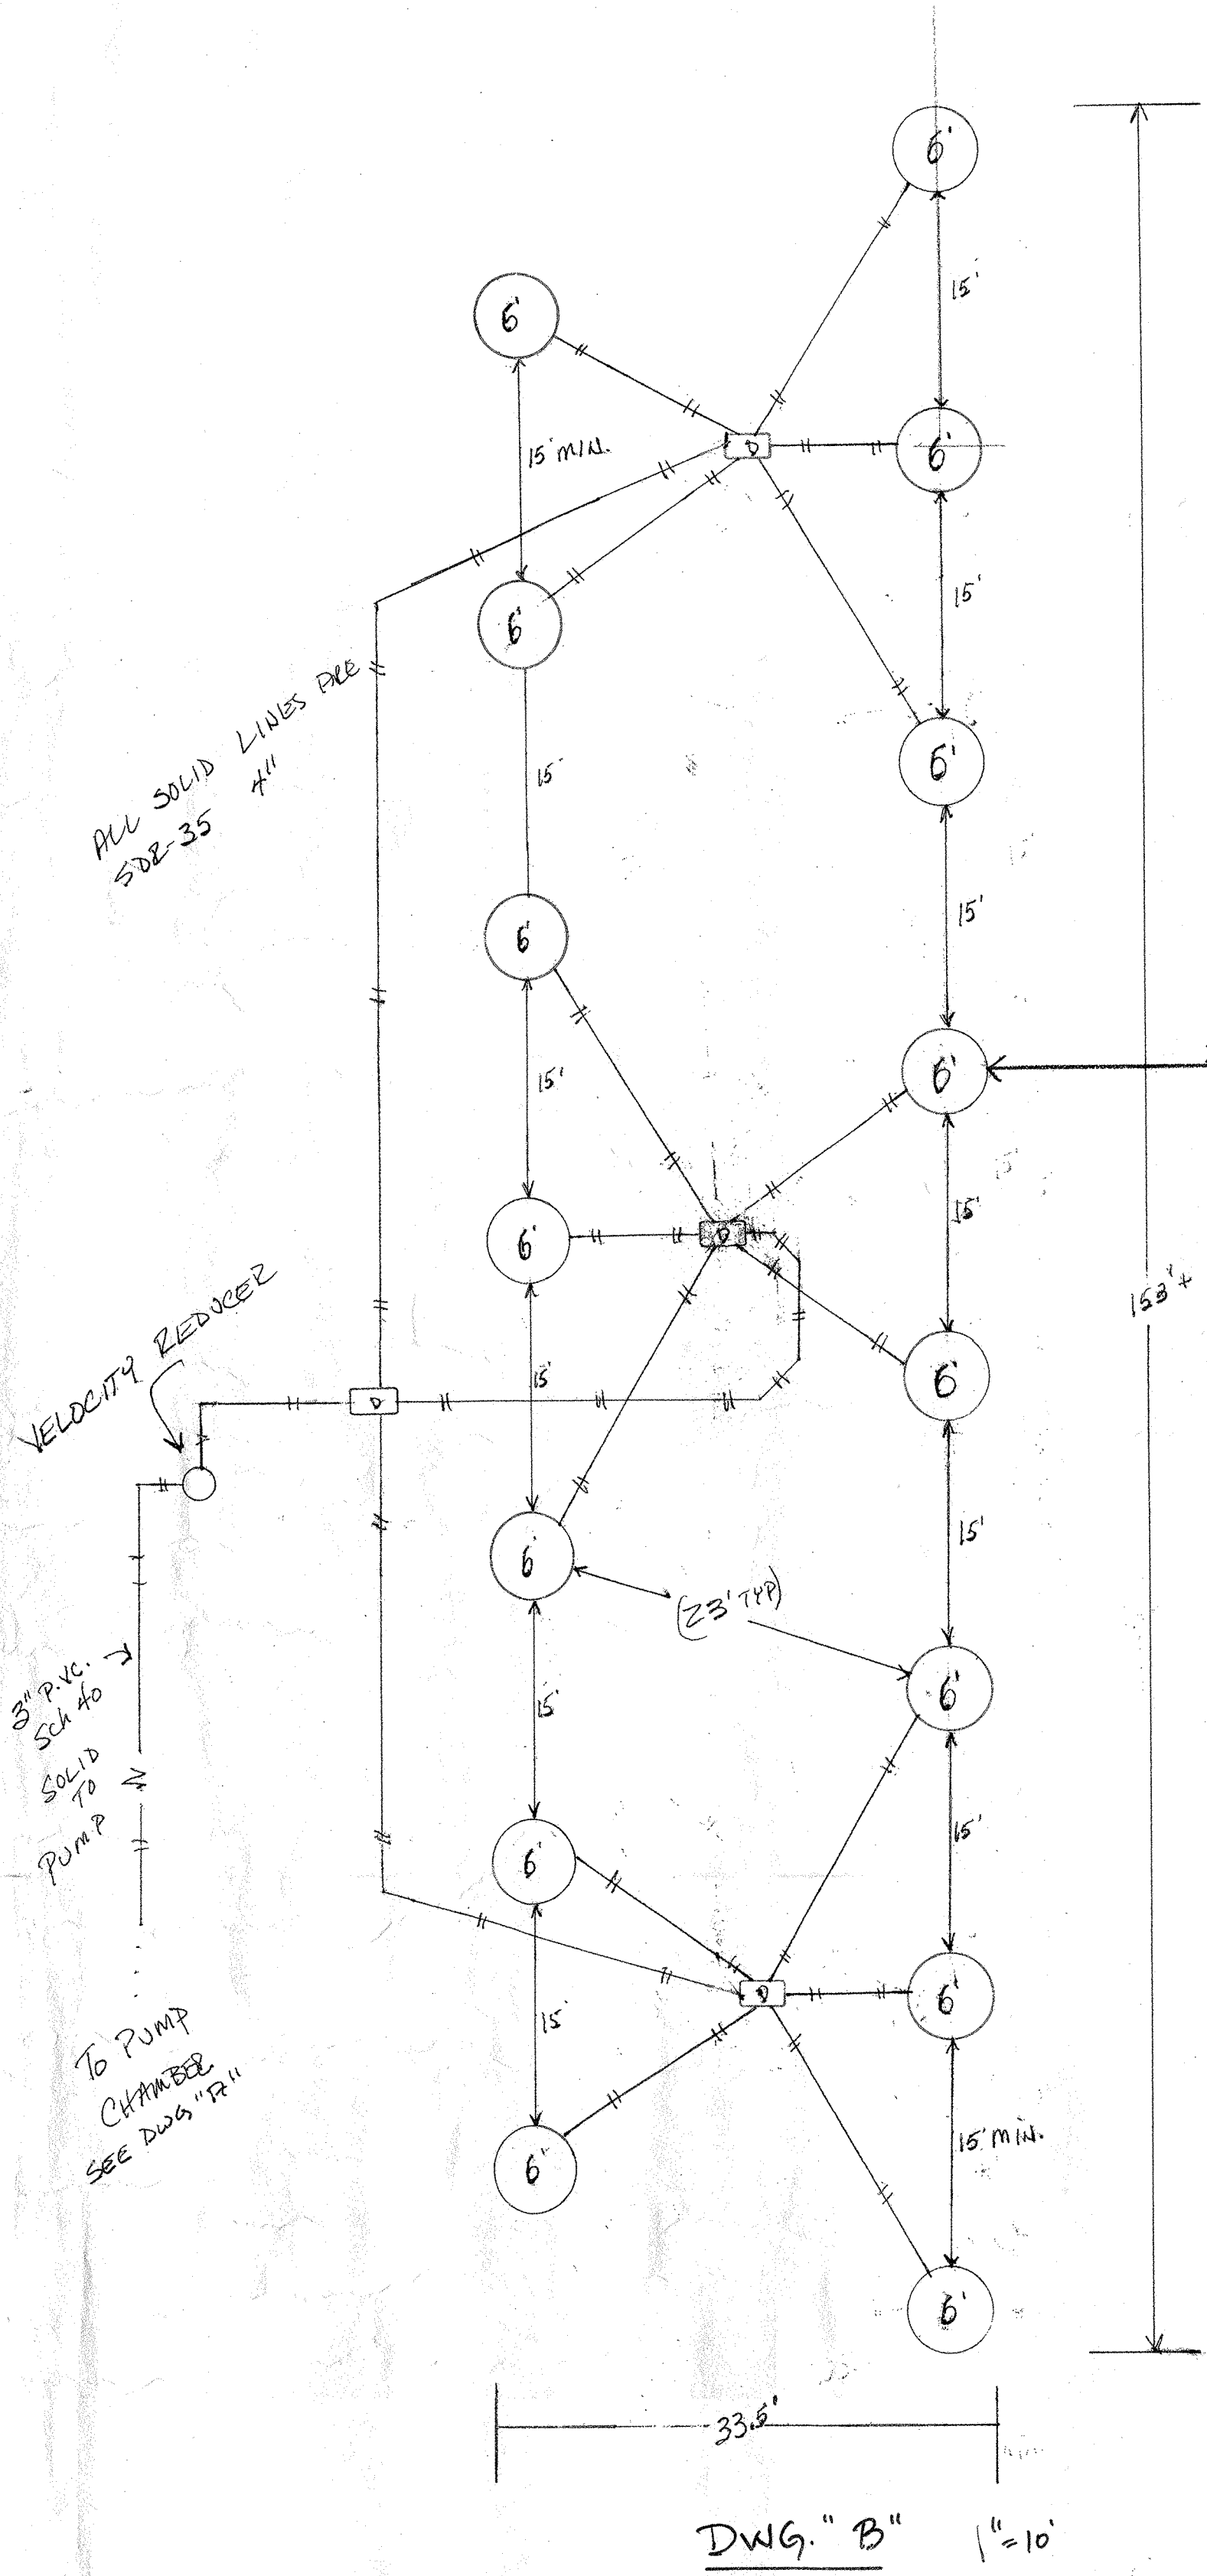 6'
15'
6'
15' MIN.
D
6'
15'
6'
ALL SOLID LINES ARE
SDR-35 4"
15
6'
15'
6'
15'
6'
15'
6'
D
15'
153'+
VELOCITY REDUCER
D
15
6'
15'
6'
(23' TYP)
6'
3" P.VC.
Sch 40
SOLID
TO
PUMP
15'
15'
6'
D
6'
15'
TO PUMP
CHAMBER
SEE DWG "A"
15' MIN.
6"
6'
33.5'
DWG. "B" 1"=10'